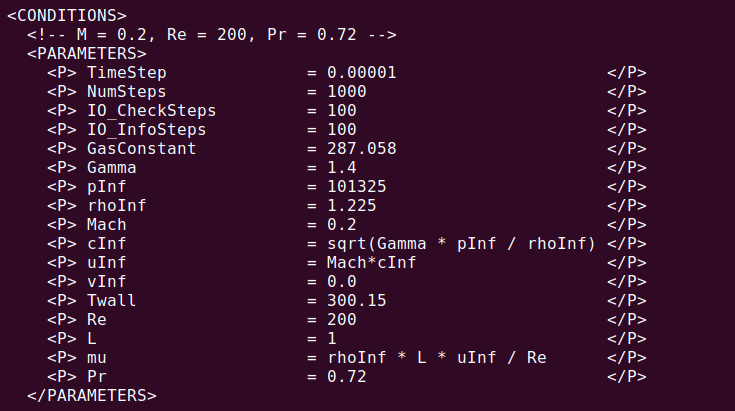 <CONDITIONS>
  <!-- M = 0.2, Re = 200, Pr = 0.72 -->
  <PARAMETERS>
    <P> TimeStep              = 0.00001                     </P>
    <P> NumSteps              = 1000                        </P>
    <P> IO_CheckSteps         = 100                         </P>
    <P> IO_InfoSteps          = 100                         </P>
    <P> GasConstant           = 287.058                     </P>
    <P> Gamma                 = 1.4                         </P>
    <P> pInf                  = 101325                      </P>
    <P> rhoInf                = 1.225                       </P>
    <P> Mach                  = 0.2                         </P>
    <P> cInf                  = sqrt(Gamma * pInf / rhoInf) </P>
    <P> uInf                  = Mach*cInf                   </P>
    <P> vInf                  = 0.0                         </P>
    <P> Twall                 = 300.15                      </P>
    <P> Re                    = 200                         </P>
    <P> L                     = 1                           </P>
    <P> mu                    = rhoInf * L * uInf / Re      </P>
    <P> Pr                    = 0.72                        </P>
  </PARAMETERS>